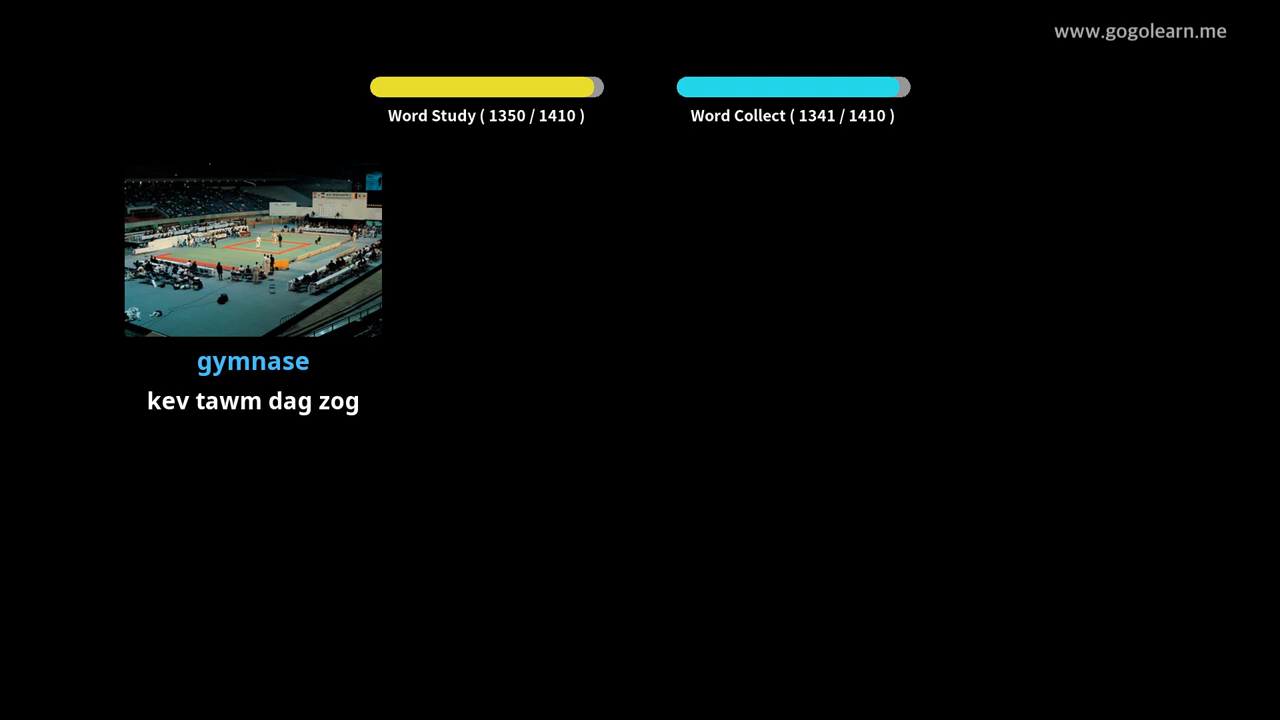 www.gogolearn.me
Word Study ( 1350 / 1410 )
Word Collect ( 1341 / 1410 )
gymnase
kev tawm dag zog